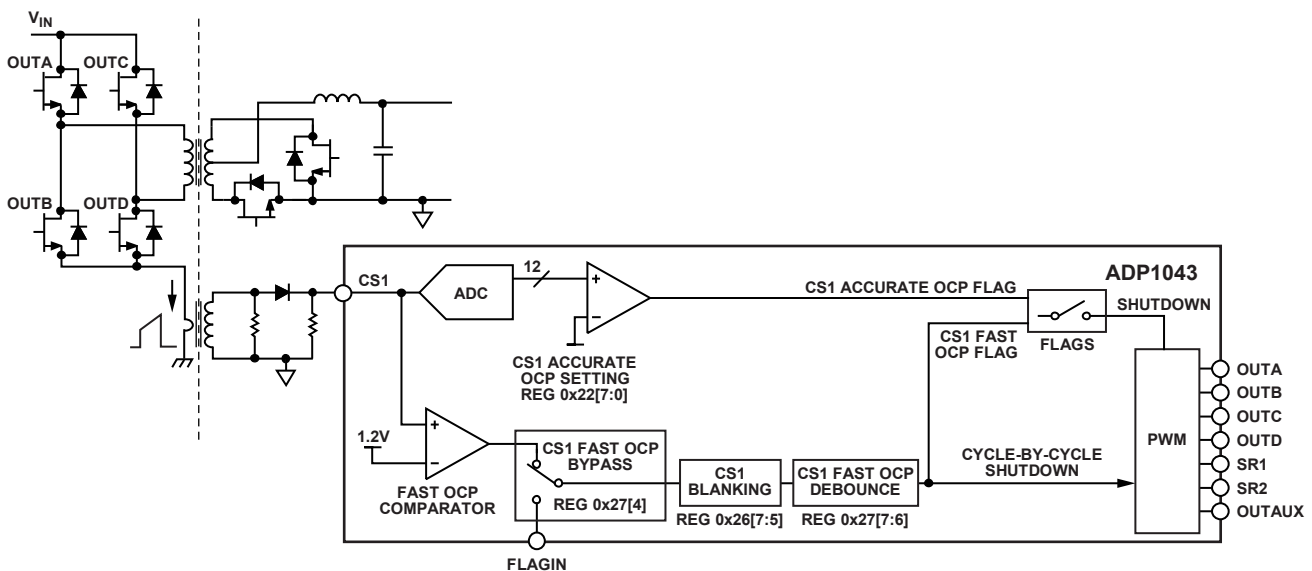 VIN
OUTA
OUTC
OUTB
OUTD
CS1
ADC
12
CS1 ACCURATE
OCP SETTING
REG 0x22[7:0]
CS1 ACCURATE OCP FLAG
CS1 FAST
OCP FLAG
FLAGS
ADP1043
SHUTDOWN
1.2V
FAST OCP
COMPARATOR
CS1 FAST OCP
BYPASS
REG 0x27[4]
FLAGIN
CS1
BLANKING
REG 0x26[7:5]
CS1 FAST OCP
DEBOUNCE
REG 0x27[7:6]
CYCLE-BY-CYCLE
SHUTDOWN
PWM
OUTA
OUTB
OUTC
OUTD
SR1
SR2
OUTAUX